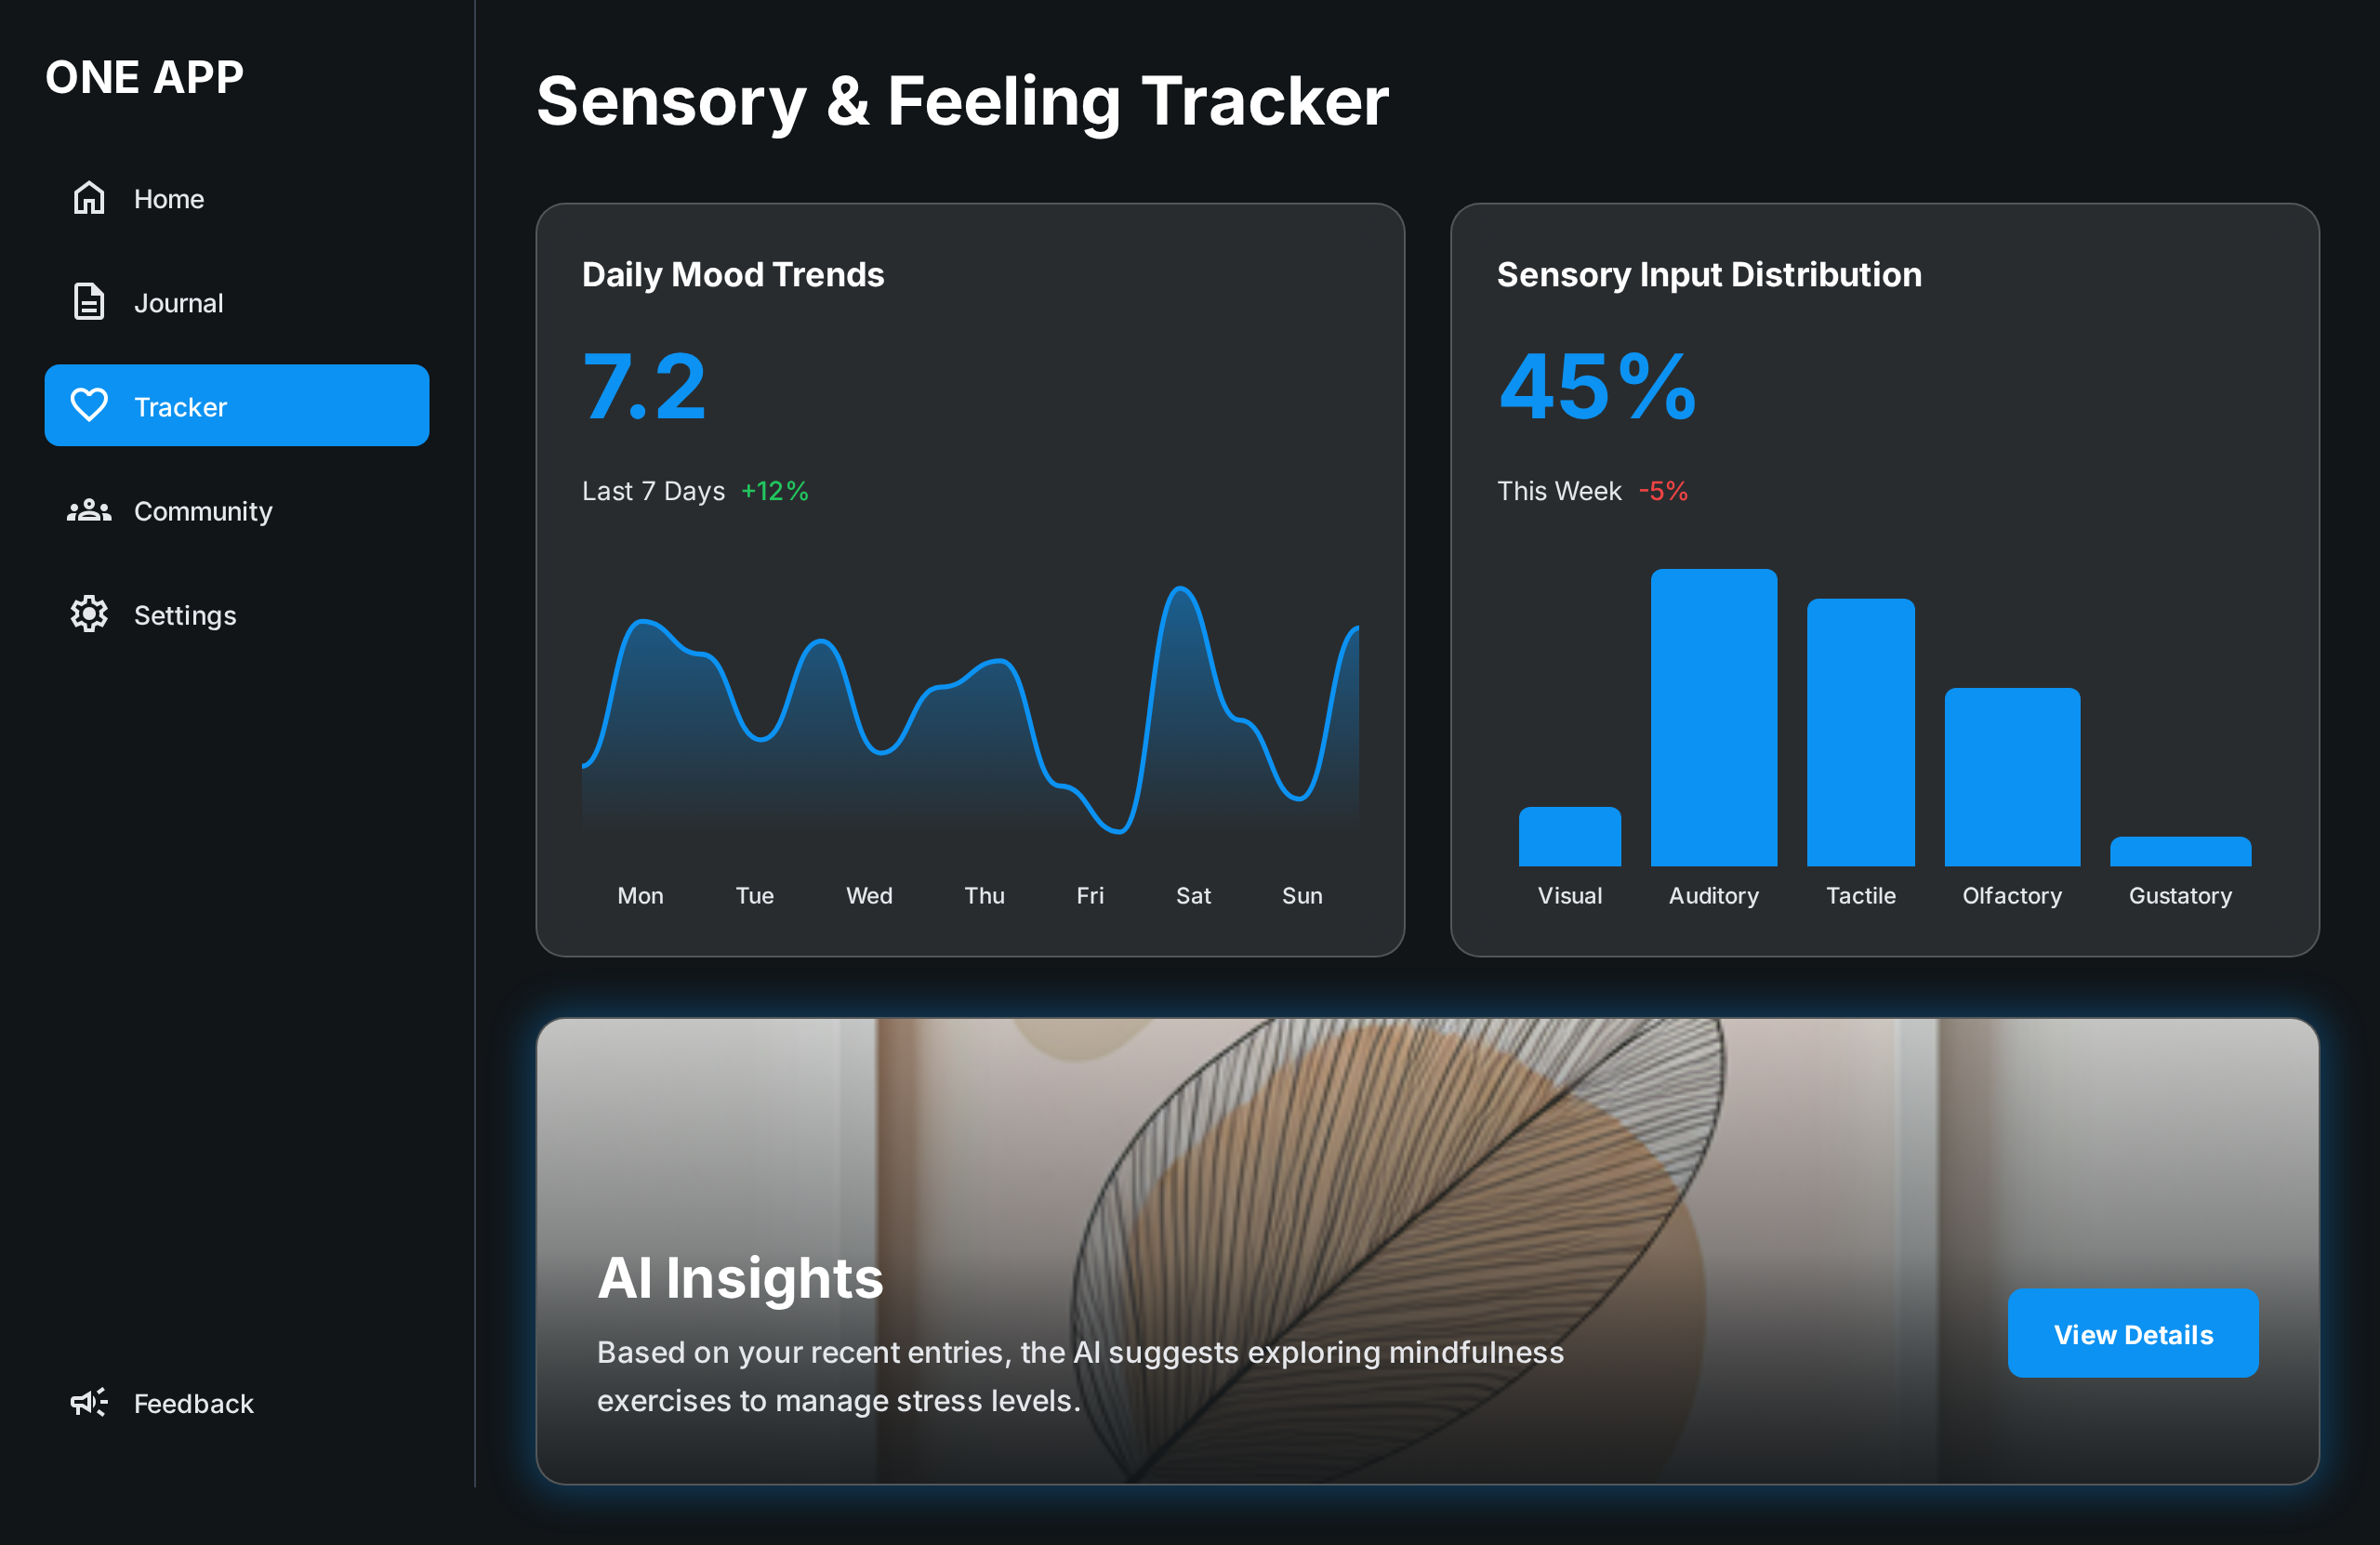 ONE APP
Home
Journal
Tracker
Community
Settings
Feedback
Sensory & Feeling Tracker
Daily Mood Trends
7.2
Last 7 Days +12%
Mon Tue Wed Thu Fri Sat Sun
Sensory Input Distribution
45%
This Week -5%
Visual Auditory Tactile Olfactory Gustatory
AI Insights
Based on your recent entries, the AI suggests exploring mindfulness
exercises to manage stress levels.
View Details